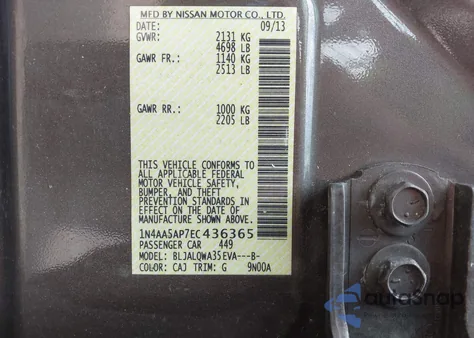 MFD BY NISSAN MOTOR CO., LTD.
DATE: 09/13
GVWR: 2131 KG
4698 LB
GAWR FR.: 1140 KG
2513 LB
GAWR RR.: 1000 KG
2205 LB
THIS VEHICLE CONFORMS TO
ALL APPLICABLE FEDERAL
MOTOR VEHICLE SAFETY,
BUMPER, AND THEFT
PREVENTION STANDARDS
IN EFFECT ON THE DATE OF
MANUFACTURE SHOWN ABOVE.
1N4AA5AP7EC436365
PASSENGER CAR 449
MODEL: BLJALQWA35EVA---B-
COLOR: CAJ TRIM: G 9N00A
autoSnap